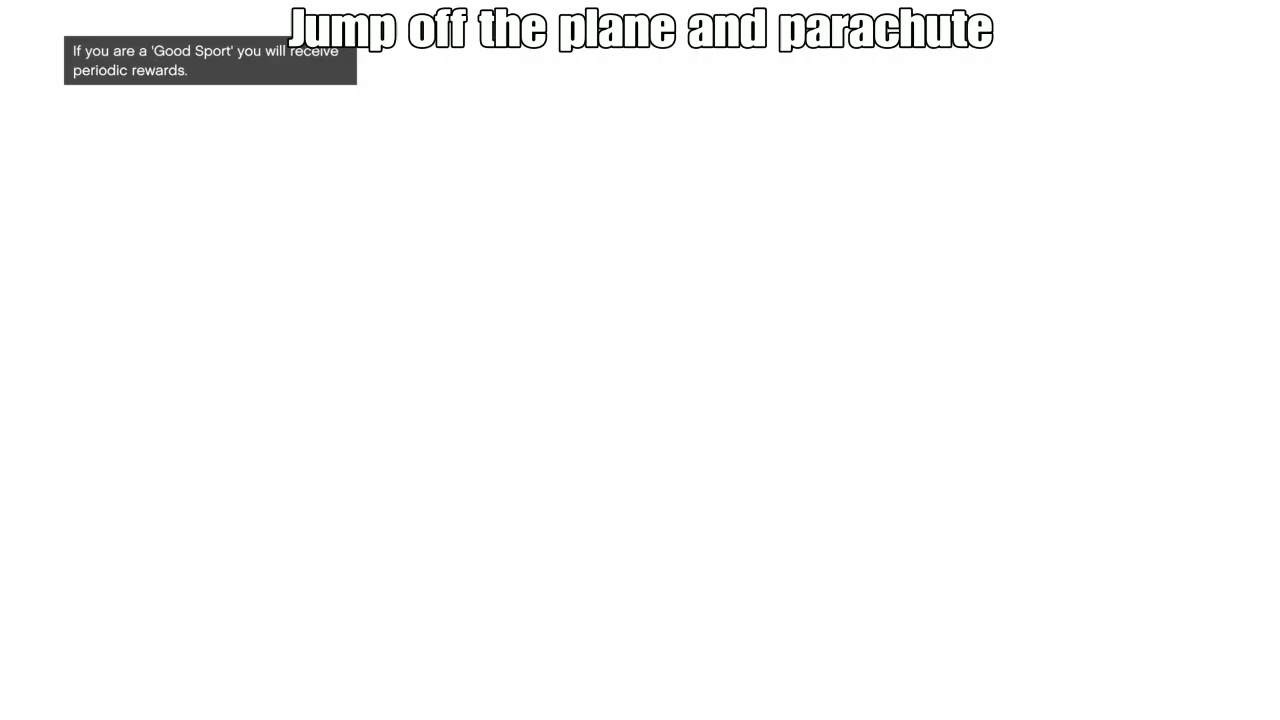 Jump off the plane and parachute
If you are a 'Good Sport' you will receive
periodic rewards.